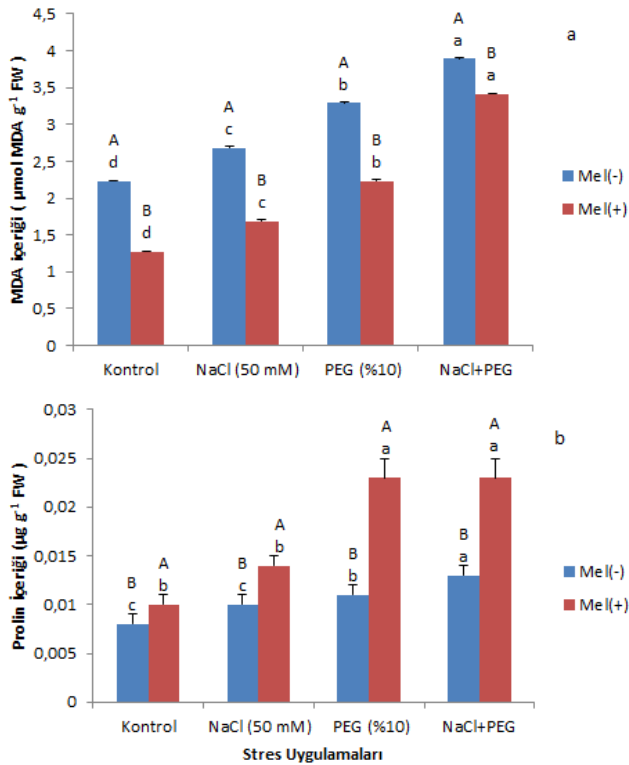 a
MDA içeriği ( µmol MDA g⁻¹ FW )
4,5
4
3,5
3
2,5
2
1,5
1
0,5
0
A
d
B
d
A
c
B
c
A
b
B
b
A
a
B
a
Mel(-)
Mel(+)
Kontrol
NaCl (50 mM)
PEG (%10)
NaCl+PEG
b
Prolin İçeriği (µg g⁻¹ FW )
0,03
0,025
0,02
0,015
0,01
0,005
0
B
c
A
b
B
c
A
b
B
b
A
a
B
a
A
a
Mel(-)
Mel(+)
Kontrol
NaCl (50 mM)
PEG (%10)
NaCl+PEG
Stres Uygulamaları